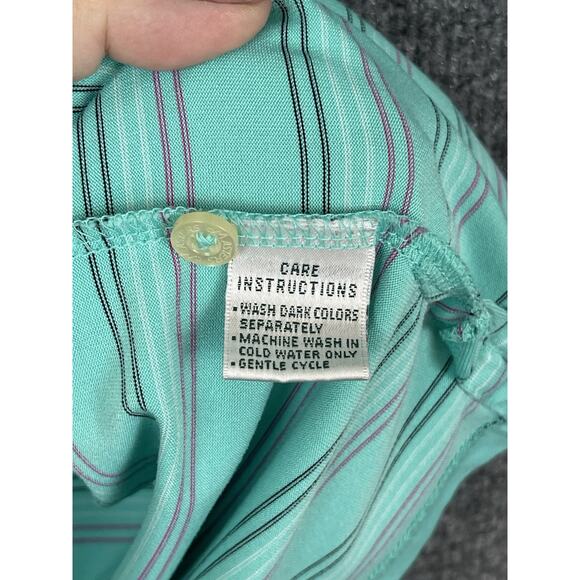 CARE
INSTRUCTIONS
• WASH DARK COLORS
SEPARATELY
• MACHINE WASH IN
COLD WATER ONLY
• GENTLE CYCLE